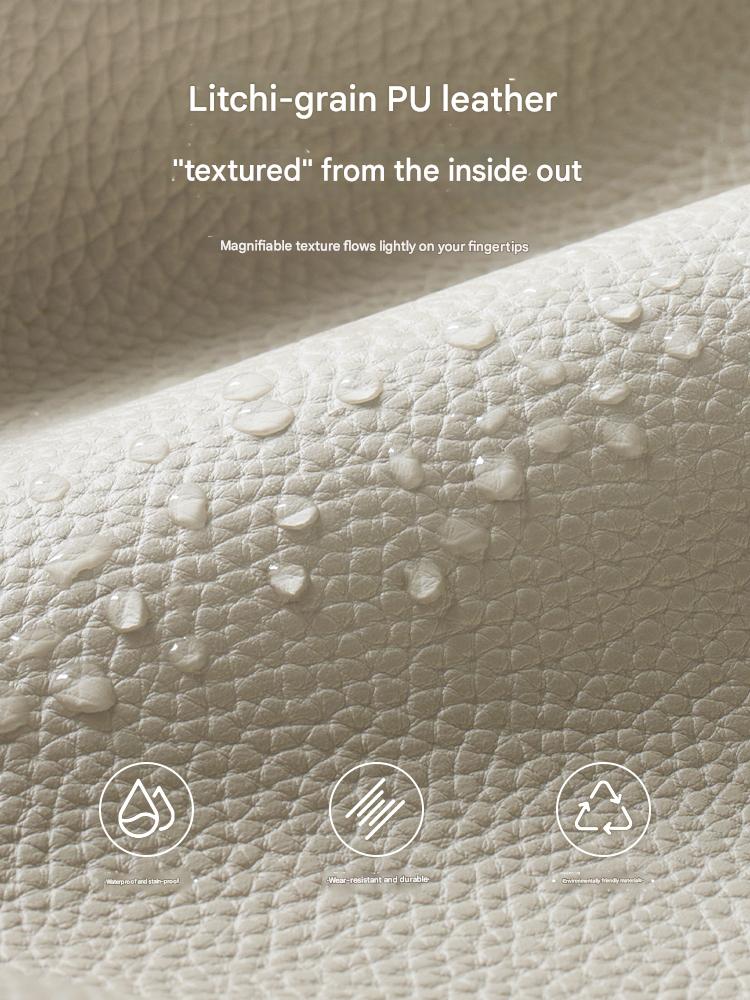 Litchi-grain PU leather
"textured" from the inside out
Magnifiable texture flows lightly on your fingertips
Waterproof and stain-proof
Wear-resistant and durable
Environmentally friendly materials